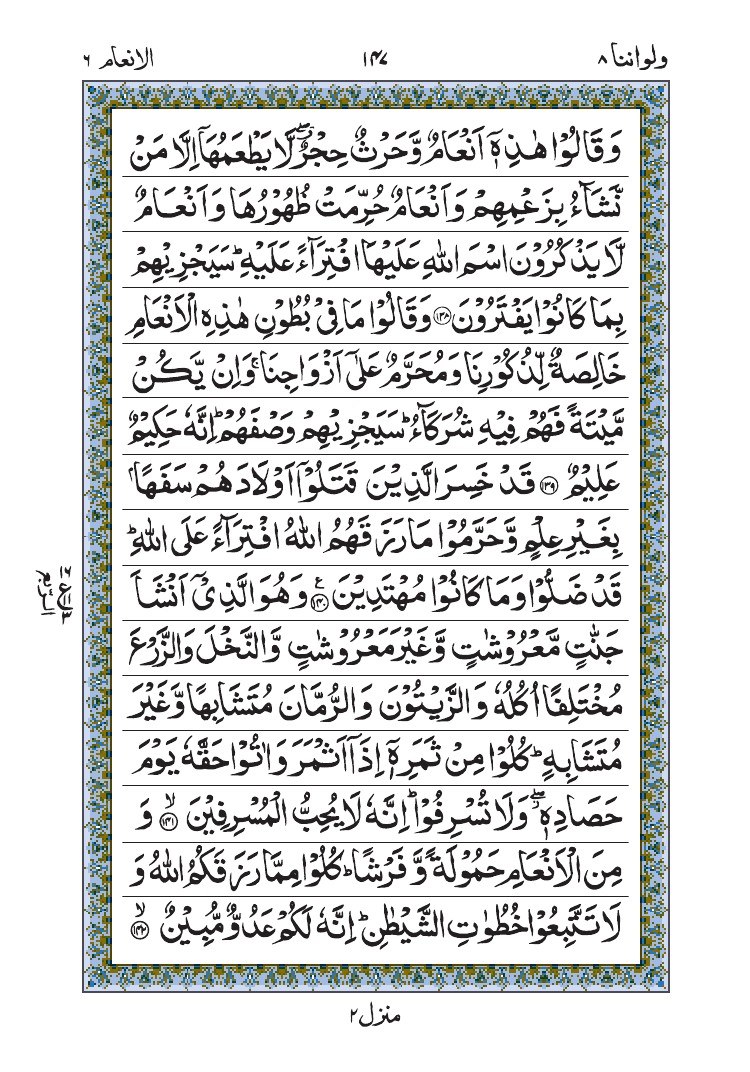 ولواننا ٨
١٤٧
الانعام ٦
وَقَالُوۡا هٰذِهٖۤ اَنۡعَامٌ وَّحَرۡثٌ حِجۡرٌ ۖ لَّا يَطۡعَمُهَاۤ اِلَّا مَنۡ
نَّشَآءُ بِزَعۡمِهِمۡ وَاَنۡعَامٌ حُرِّمَتۡ ظُهُوۡرُهَا وَاَنۡعَامٌ
لَّا يَذۡكُرُوۡنَ اسۡمَ اللّٰهِ عَلَيۡهَا افۡتِرَآءً عَلَيۡهِ ؕ سَيَجۡزِيۡهِمۡ
بِمَا كَانُوۡا يَفۡتَرُوۡنَ ﴿١٣٨﴾ وَقَالُوۡا مَا فِىۡ بُطُوۡنِ هٰذِهِ الۡاَنۡعَامِ
خَالِصَةٌ لِّذُكُوۡرِنَا وَمُحَرَّمٌ عَلٰٓى اَزۡوَاجِنَا ۚ وَاِنۡ يَّكُنۡ
مَّيۡتَةً فَهُمۡ فِيۡهِ شُرَكَآءُ ؕ سَيَجۡزِيۡهِمۡ وَصۡفَهُمۡ ؕ اِنَّهٗ حَكِيۡمٌ
عَلِيۡمٌ ﴿١٣٩﴾ قَدۡ خَسِرَ الَّذِيۡنَ قَتَلُوۡۤا اَوۡلَادَهُمۡ سَفَهًاۢ
بِغَيۡرِ عِلۡمٍ وَّحَرَّمُوۡا مَا رَزَقَهُمُ اللّٰهُ افۡتِرَآءً عَلَى اللّٰهِ ؕ
قَدۡ ضَلُّوۡا وَمَا كَانُوۡا مُهۡتَدِيۡنَ ﴿١٤٠﴾ ع وَهُوَ الَّذِىۡۤ اَنۡشَاَ
جَنّٰتٍ مَّعۡرُوۡشٰتٍ وَّغَيۡرَ مَعۡرُوۡشٰتٍ وَّالنَّخۡلَ وَالزَّرۡعَ
مُخۡتَلِفًا اُكُلُهٗ وَالزَّيۡتُوۡنَ وَالرُّمَّانَ مُتَشَابِهًا وَّغَيۡرَ
مُتَشَابِهٍ ؕ كُلُوۡا مِنۡ ثَمَرِهٖۤ اِذَاۤ اَثۡمَرَ وَاٰتُوۡا حَقَّهٗ يَوۡمَ
حَصَادِهٖ ۖ وَلَا تُسۡرِفُوۡا ؕ اِنَّهٗ لَا يُحِبُّ الۡمُسۡرِفِيۡنَ ۙ ﴿١٤١﴾ وَ
مِنَ الۡاَنۡعَامِ حَمُوۡلَةً وَّفَرۡشًا ؕ كُلُوۡا مِمَّا رَزَقَكُمُ اللّٰهُ وَ
لَا تَتَّبِعُوۡا خُطُوٰتِ الشَّيۡطٰنِ ؕ اِنَّهٗ لَكُمۡ عَدُوٌّ مُّبِيۡنٌ ۙ ﴿١٤٢﴾
١٦
ع
٣
الربع
منزل ٢